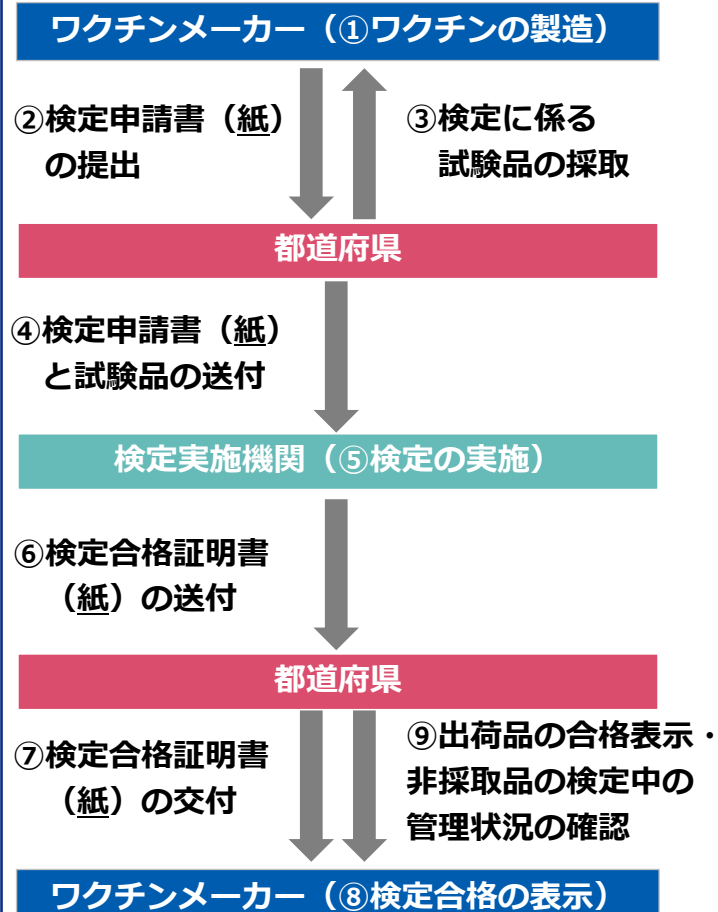 ワクチンメーカー（①ワクチンの製造）
②検定申請書（紙）
の提出
③検定に係る
試験品の採取
都道府県
④検定申請書（紙）
と試験品の送付
検定実施機関（⑤検定の実施）
⑥検定合格証明書
（紙）の送付
都道府県
⑦検定合格証明書
（紙）の交付
⑨出荷品の合格表示・
非採取品の検定中の
管理状況の確認
ワクチンメーカー（⑧検定合格の表示）